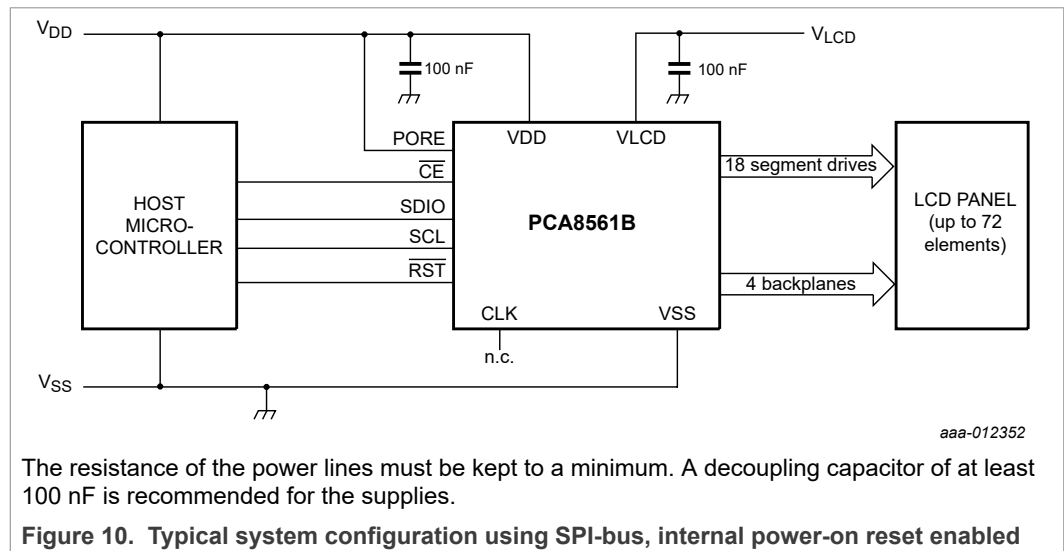 VDD
100 nF
VLCD
100 nF
PORE
VDD
VLCD
CE
18 segment drives
HOST
MICRO-
CONTROLLER
SDIO
PCA8561B
LCD PANEL
(up to 72
elements)
SCL
RST
4 backplanes
CLK
VSS
n.c.
VSS
aaa-012352
The resistance of the power lines must be kept to a minimum. A decoupling capacitor of at least
100 nF is recommended for the supplies.
Figure 10. Typical system configuration using SPI-bus, internal power-on reset enabled